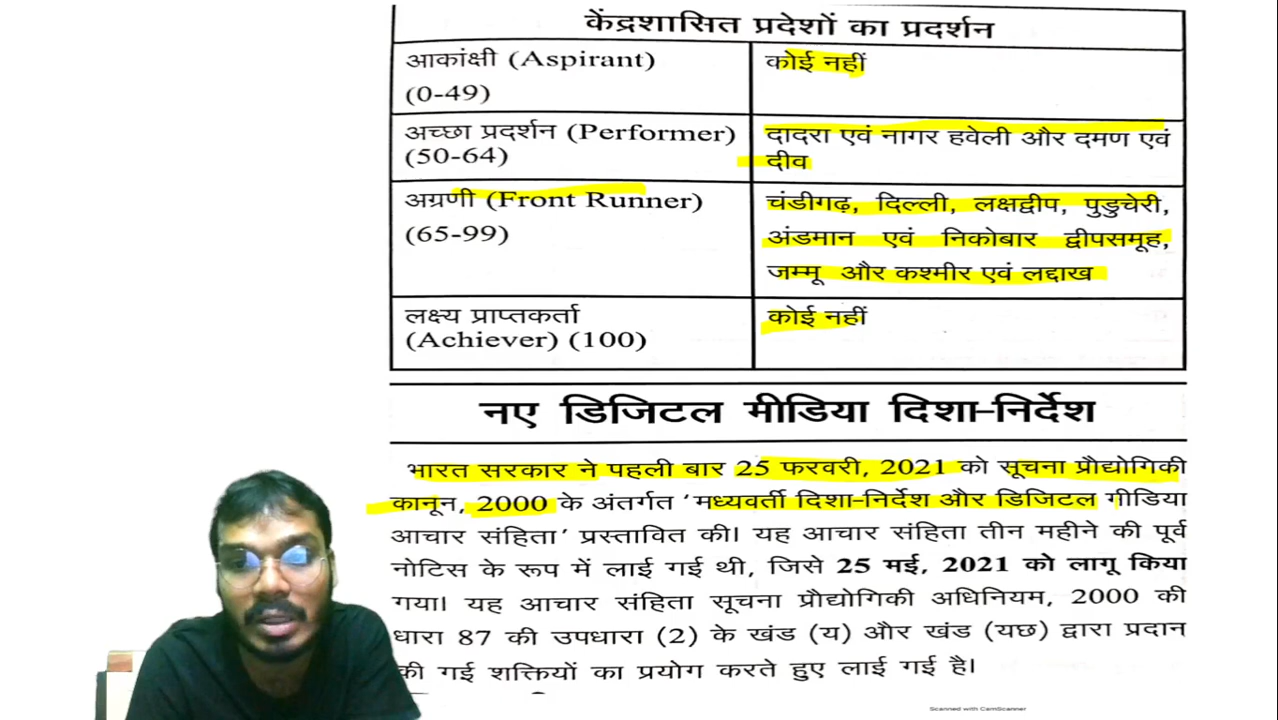 केंद्रशासित प्रदेशों का प्रदर्शन
आकांक्षी (Aspirant)
(0-49)
कोई नहीं
अच्छा प्रदर्शन (Performer)
(50-64)
दादरा एवं नागर हवेली और दमण एवं
दीव
अग्रणी (Front Runner)
(65-99)
चंडीगढ़, दिल्ली, लक्षद्वीप, पुडुचेरी,
अंडमान एवं निकोबार द्वीपसमूह,
जम्मू और कश्मीर एवं लद्दाख
लक्ष्य प्राप्तकर्ता
(Achiever) (100)
कोई नहीं
नए डिजिटल मीडिया दिशा-निर्देश
भारत सरकार ने पहली बार 25 फरवरी, 2021 को सूचना प्रौद्योगिकी
कानून, 2000 के अंतर्गत 'मध्यवर्ती दिशा-निर्देश और डिजिटल मीडिया
आचार संहिता' प्रस्तावित की। यह आचार संहिता तीन महीने की पूर्व
नोटिस के रूप में लाई गई थी, जिसे 25 मई, 2021 को लागू किया
गया। यह आचार संहिता सूचना प्रौद्योगिकी अधिनियम, 2000 की
धारा 87 की उपधारा (2) के खंड (य) और खंड (यछ) द्वारा प्रदान
की गई शक्तियों का प्रयोग करते हुए लाई गई है।
Scanned with CamScanner